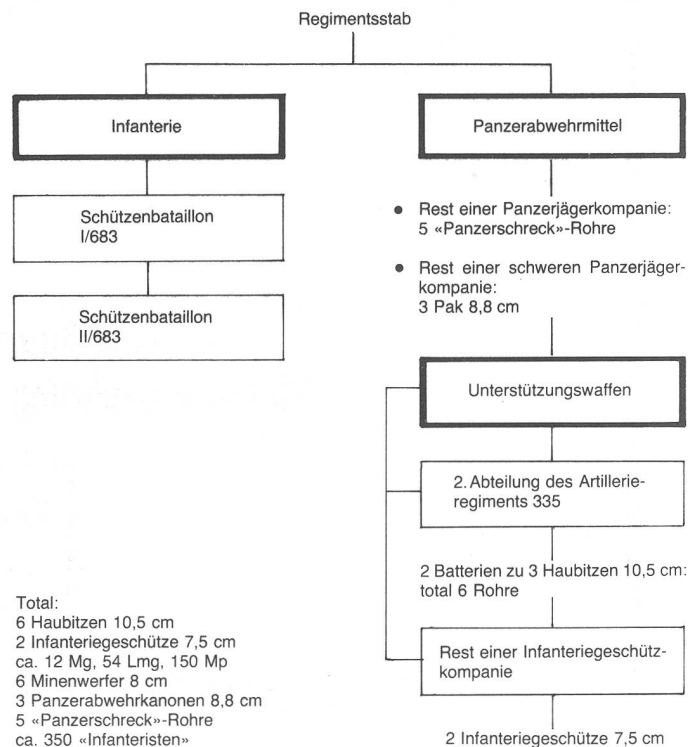 Regimentsstab
Infanterie
Schützenbataillon
I/683
Schützenbataillon
II/683
Panzerabwehrmittel
● Rest einer Panzerjägerkompanie:
5 «Panzerschreck»-Rohre
● Rest einer schweren Panzerjäger-
kompanie:
3 Pak 8,8 cm
Unterstützungswaffen
2. Abteilung des Artillerie-
regiments 335
2 Batterien zu 3 Haubitzen 10,5 cm:
total 6 Rohre
Rest einer Infanteriegeschütz-
kompanie
2 Infanteriegeschütze 7,5 cm
Total:
6 Haubitzen 10,5 cm
2 Infanteriegeschütze 7,5 cm
ca. 12 Mg, 54 Lmg, 150 Mp
6 Minenwerfer 8 cm
3 Panzerabwehrkanonen 8,8 cm
5 «Panzerschreck»-Rohre
ca. 350 «Infanteristen»